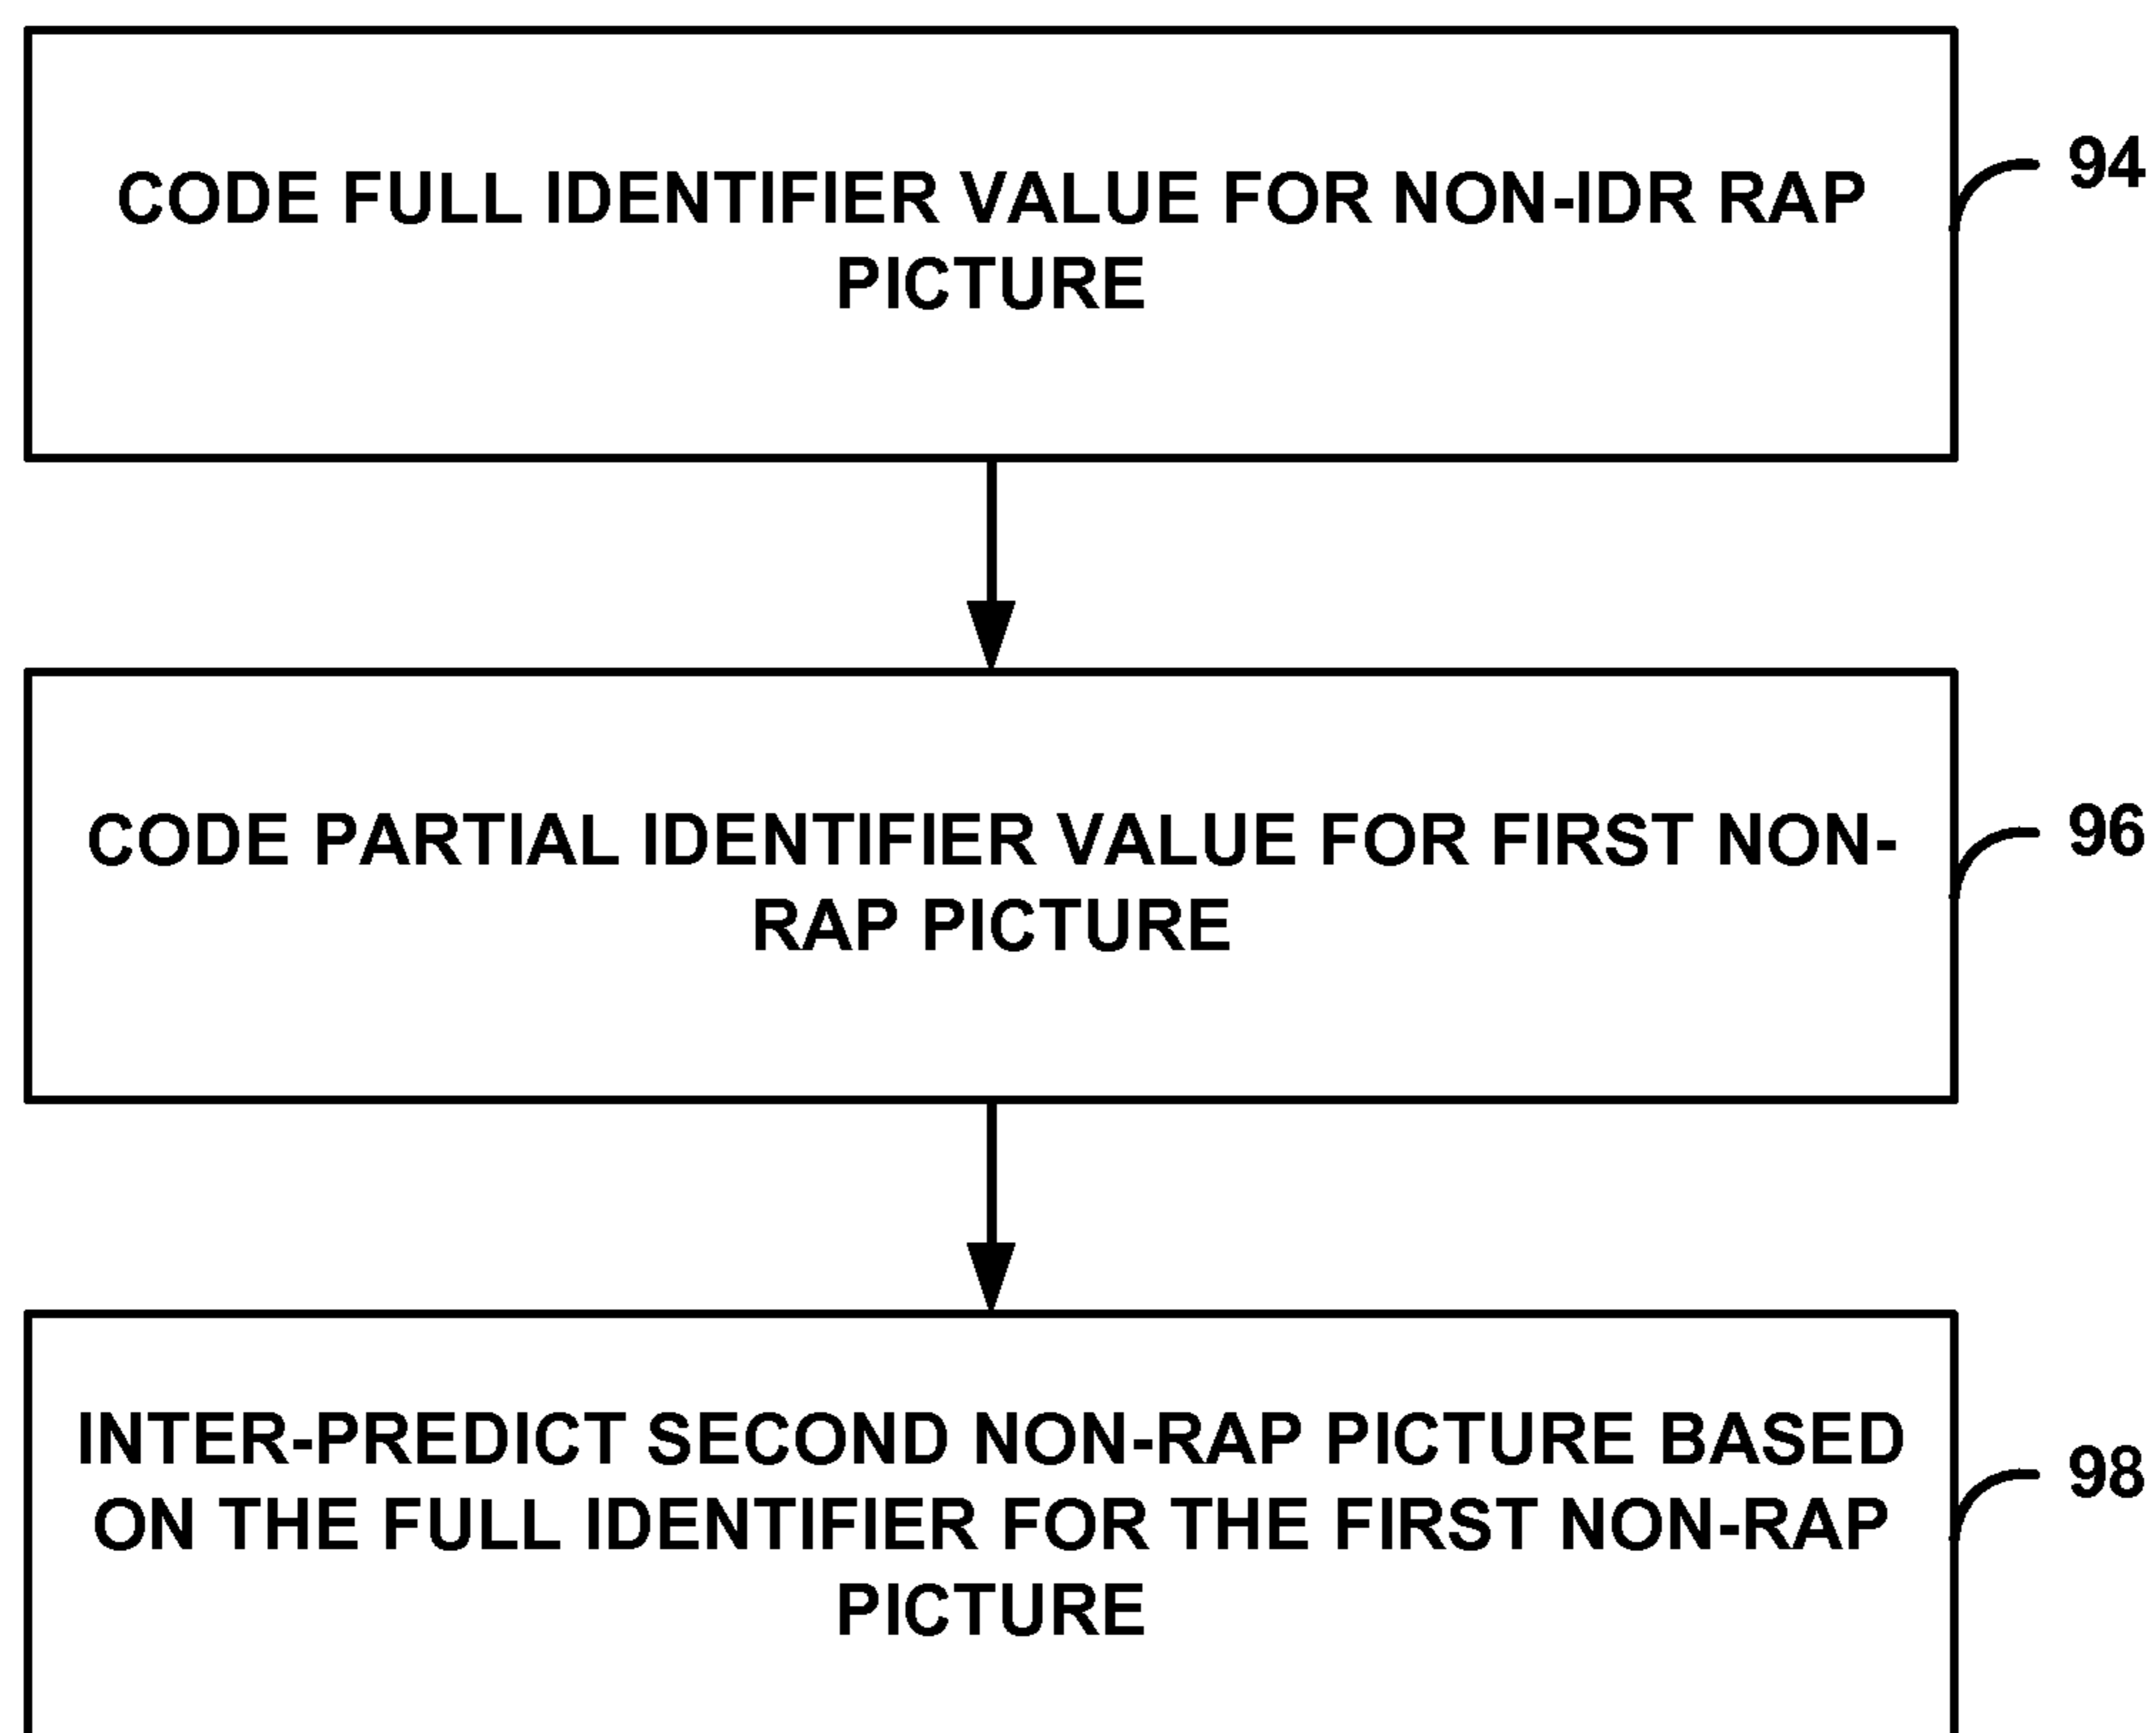 CODE FULL IDENTIFIER VALUE FOR NON-IDR RAP
PICTURE
94
CODE PARTIAL IDENTIFIER VALUE FOR FIRST NON-
RAP PICTURE
96
INTER-PREDICT SECOND NON-RAP PICTURE BASED
ON THE FULL IDENTIFIER FOR THE FIRST NON-RAP
PICTURE
98